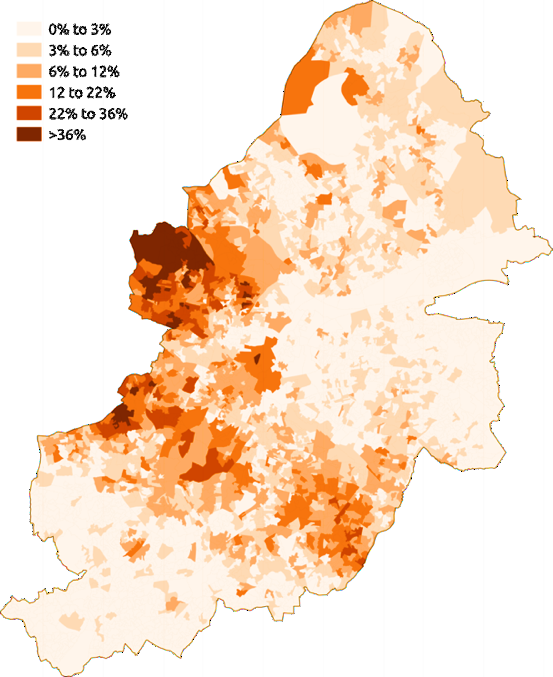 0% to 3%
3% to 6%
6% to 12%
12 to 22%
22% to 36%
>36%